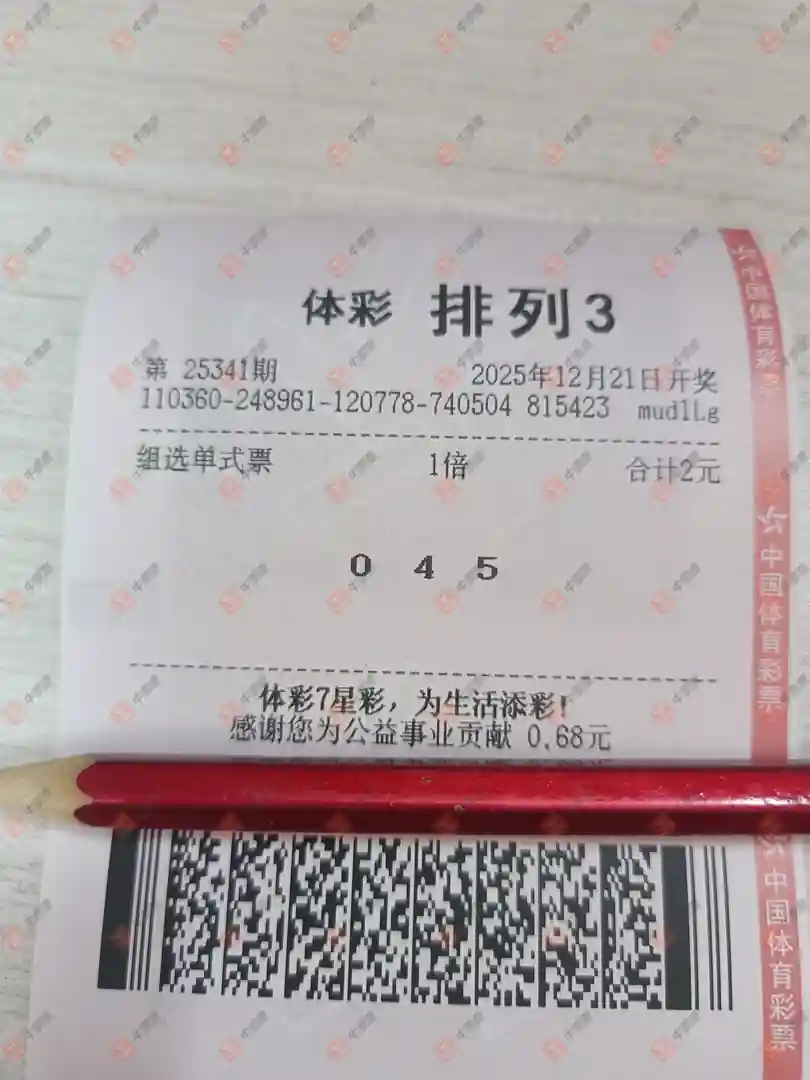 体彩 排列3
第 25341期 2025年12月21日开奖
110360-248961-120778-740504 815423 mud1Lg
组选单式票 1倍 合计2元
0 4 5
体彩7星彩，为生活添彩！
感谢您为公益事业贡献 0.68元
中国体育彩票
中国体育彩票
中国体育彩票